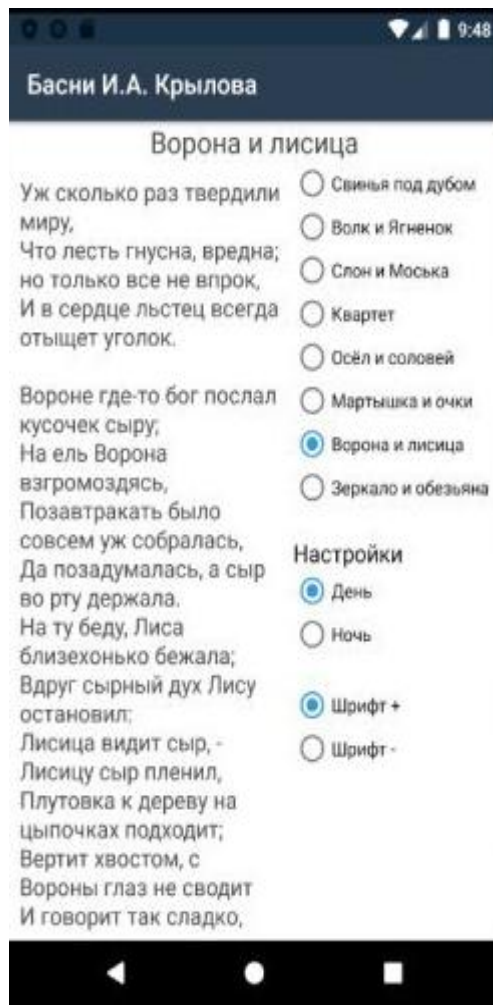 9:48
Басни И.А. Крылова
Ворона и лисица
Уж сколько раз твердили
миру,
Что лесть гнусна, вредна;
но только все не впрок,
И в сердце льстец всегда
отыщет уголок.
Вороне где-то бог послал
кусочек сыру;
На ель Ворона
взгромоздясь,
Позавтракать было
совсем уж собралась,
Да позадумалась, а сыр
во рту держала.
На ту беду, Лиса
близехонько бежала;
Вдруг сырный дух Лису
остановил:
Лисица видит сыр, -
Лисицу сыр пленил,
Плутовка к дереву на
цыпочках подходит;
Вертит хвостом, с
Вороны глаз не сводит
И говорит так сладко,
Свинья под дубом
Волк и Ягненок
Слон и Моська
Квартет
Осёл и соловей
Мартышка и очки
Ворона и лисица
Зеркало и обезьяна
Настройки
День
Ночь
Шрифт +
Шрифт -